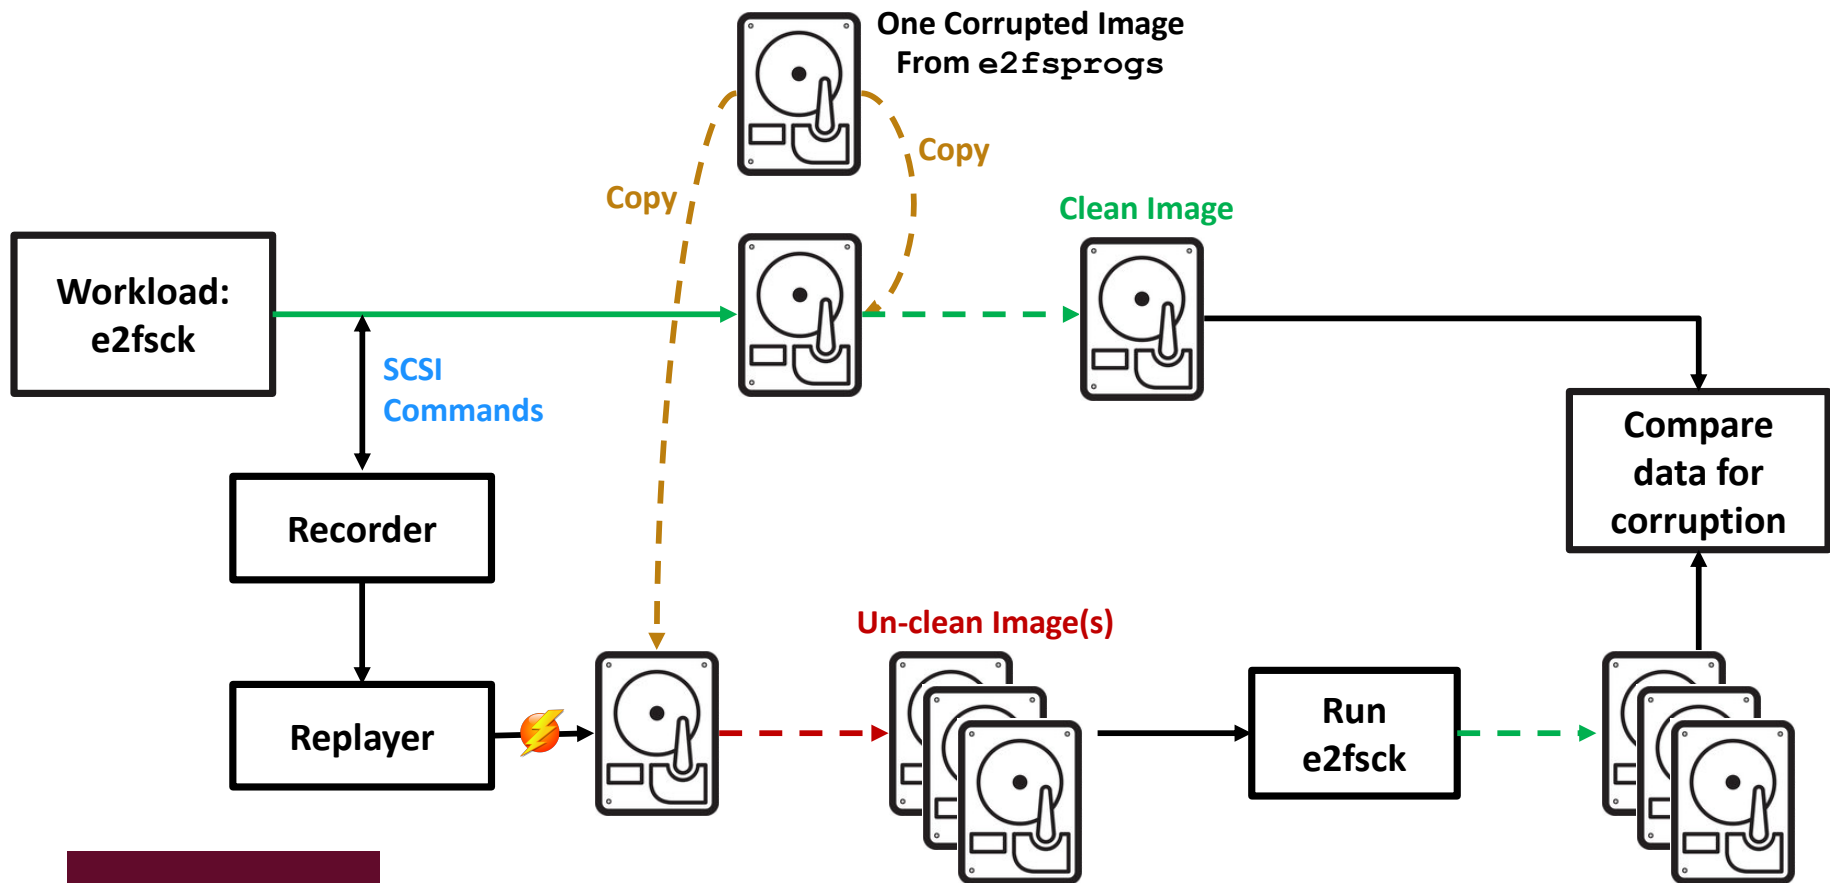 One Corrupted Image
From e2fsprogs
Copy
Copy
Clean Image
Workload:
e2fsck
SCSI
Commands
Compare
data for
corruption
Recorder
Un-clean Image(s)
Replayer
Run
e2fsck